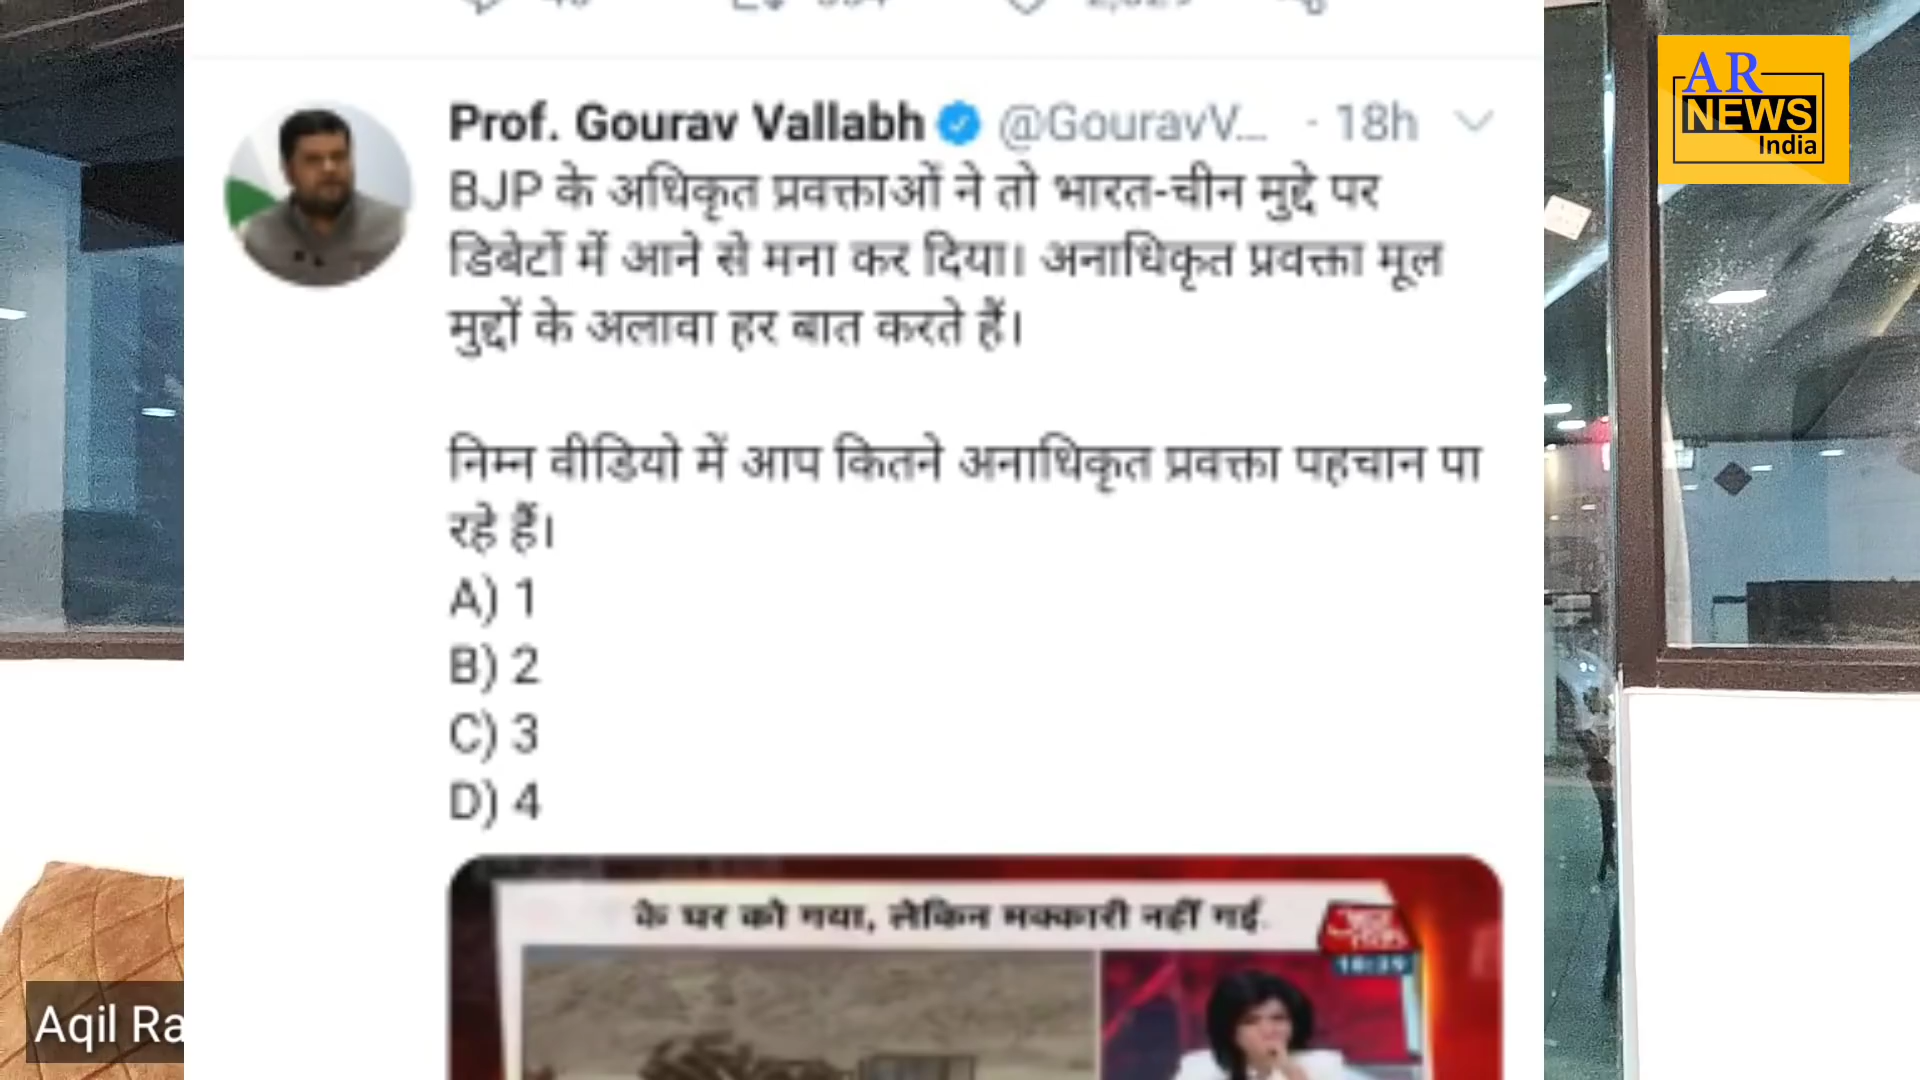 Prof. Gourav Vallabh @GouravV... · 18h
BJP के अधिकृत प्रवक्ताओं ने तो भारत-चीन मुद्दे पर
डिबेटों में आने से मना कर दिया। अनाधिकृत प्रवक्ता मूल
मुद्दों के अलावा हर बात करते हैं।
निम्न वीडियो में आप कितने अनाधिकृत प्रवक्ता पहचान पा
रहे हैं।
A) 1
B) 2
C) 3
D) 4
के घर को गया, लेकिन मक्कारी नहीं गई.
AR
NEWS
India
Aqil Ra